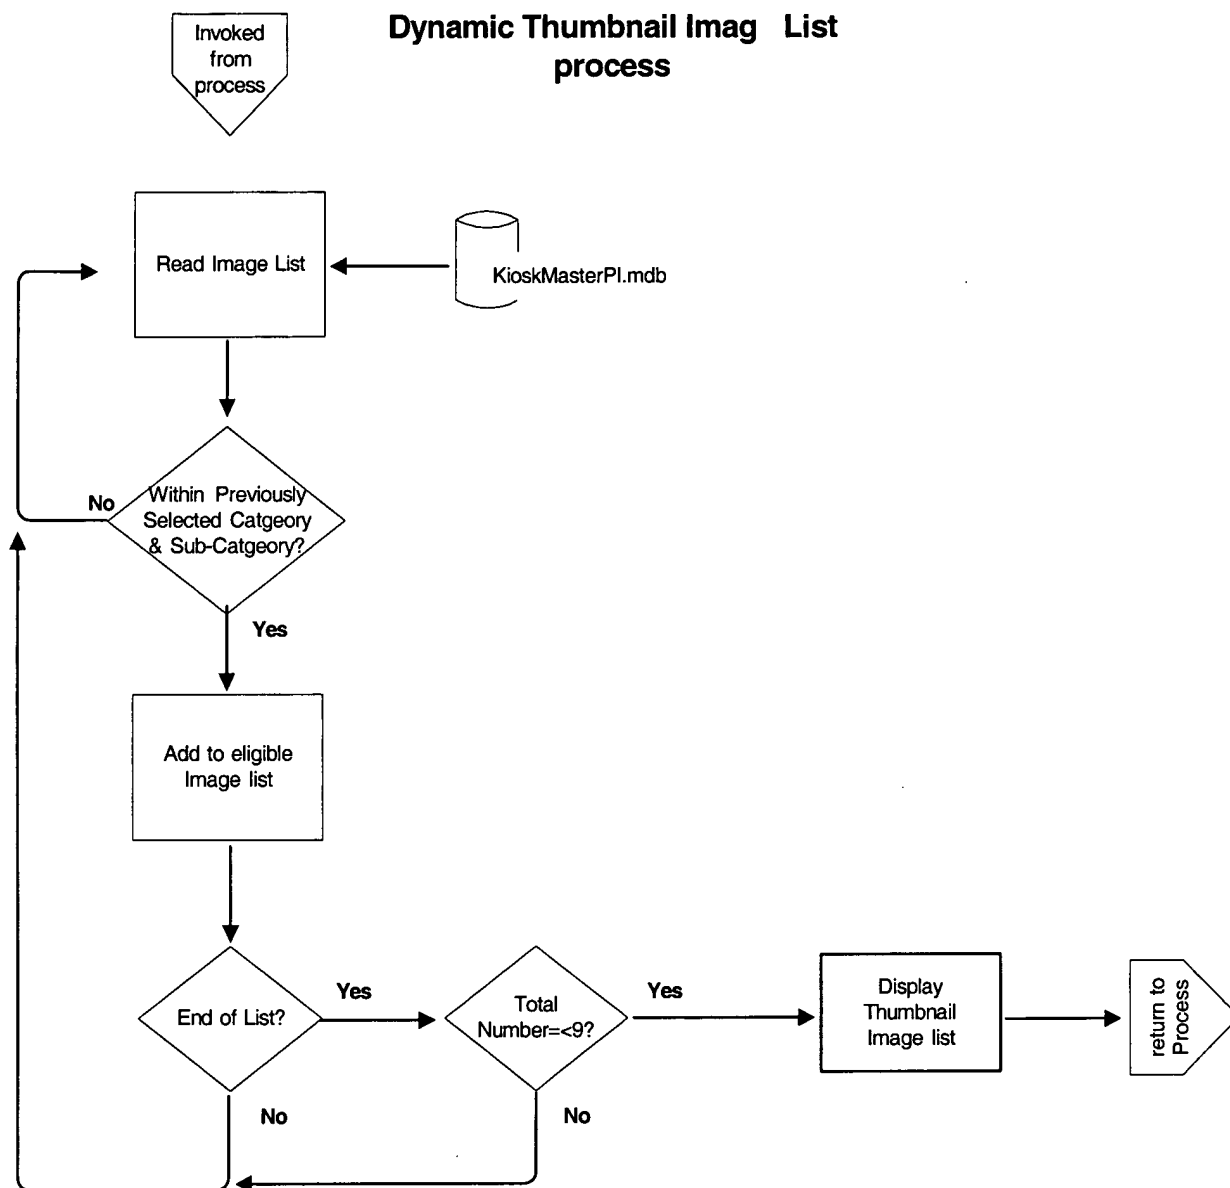 Dynamic Thumbnail Imag List
process
Invoked
from
process
Read Image List
KioskMasterPI.mdb
No
Within Previously
Selected Catgeory
& Sub-Catgeory?
Yes
Add to eligible
Image list
End of List?
Yes
No
Total
Number=<9?
Yes
No
Display
Thumbnail
Image list
return to
Process